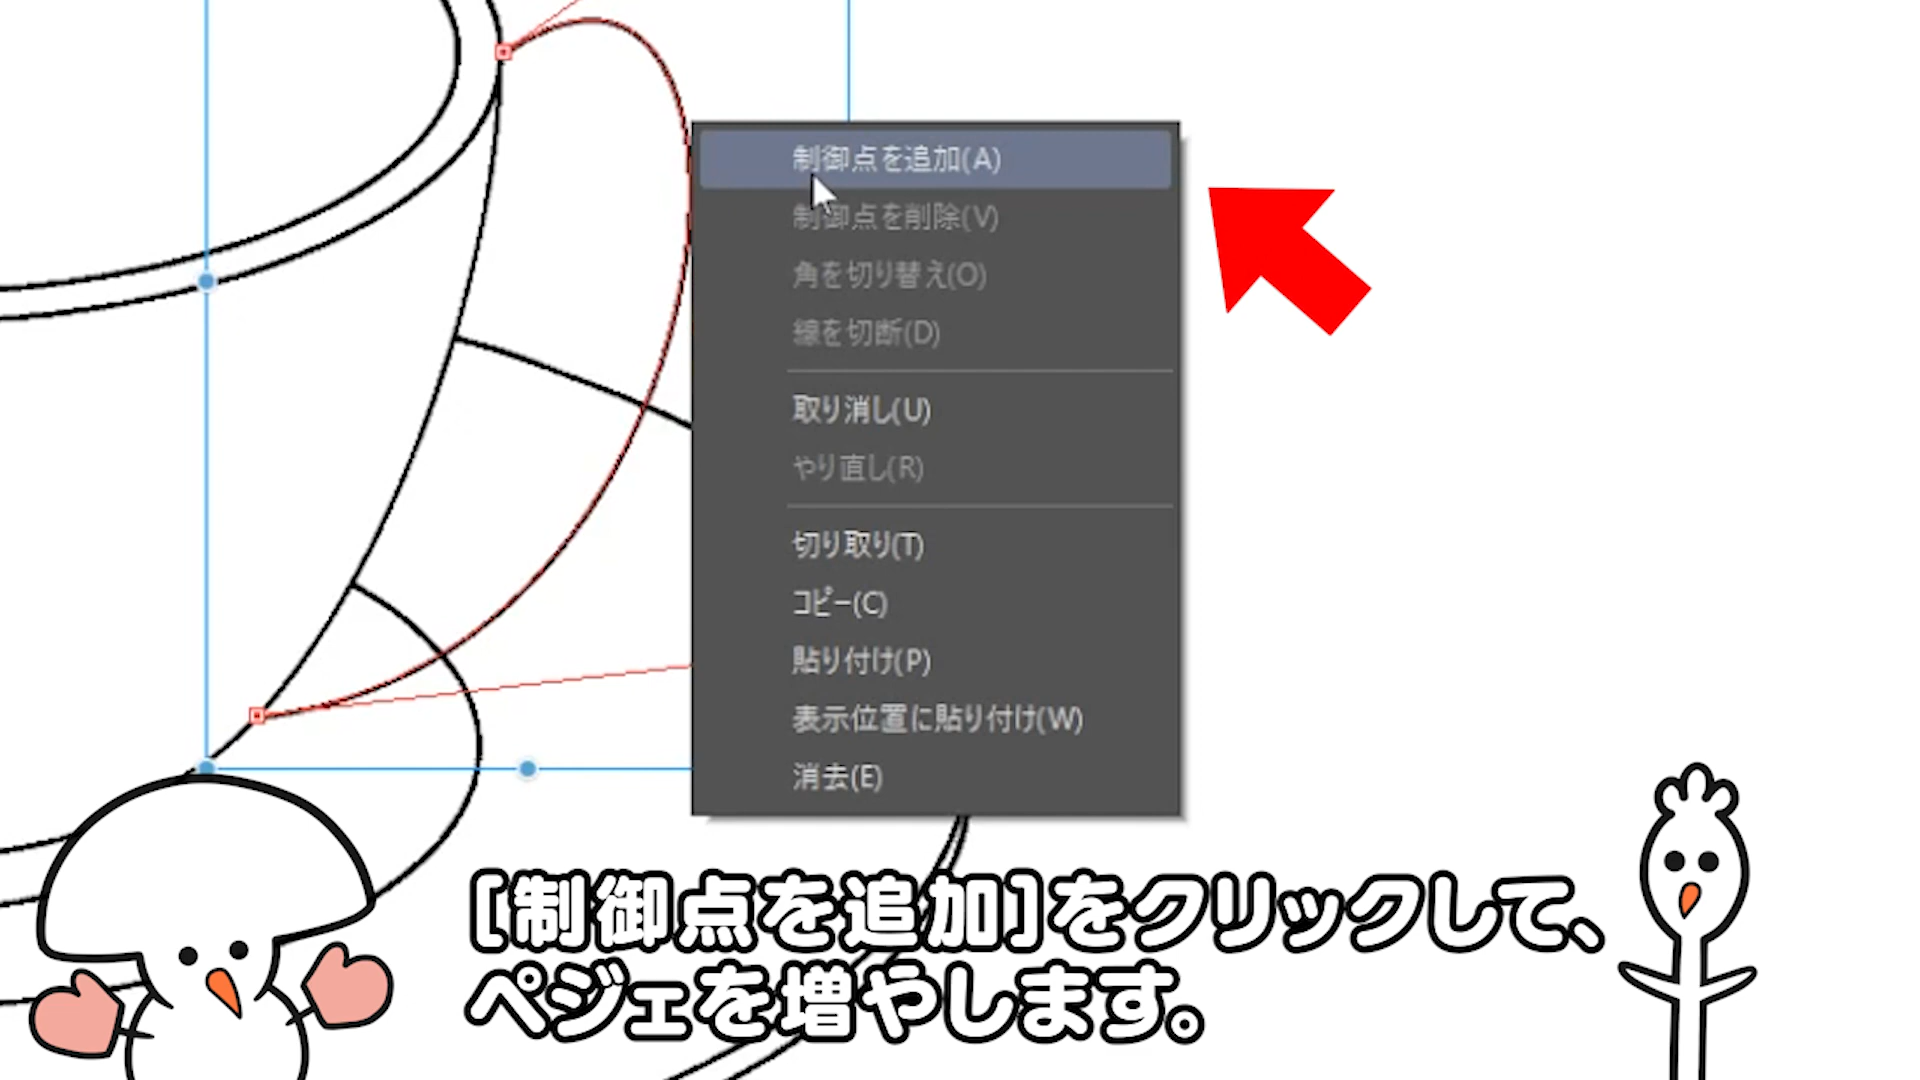 制御点を追加(A)
制御点を削除(V)
角を切り替え(O)
線を切断(D)
取り消し(U)
やり直し(R)
切り取り(T)
コピー(C)
貼り付け(P)
表示位置に貼り付け(W)
消去(E)
[制御点を追加]をクリックして、
ペジェを増やします。